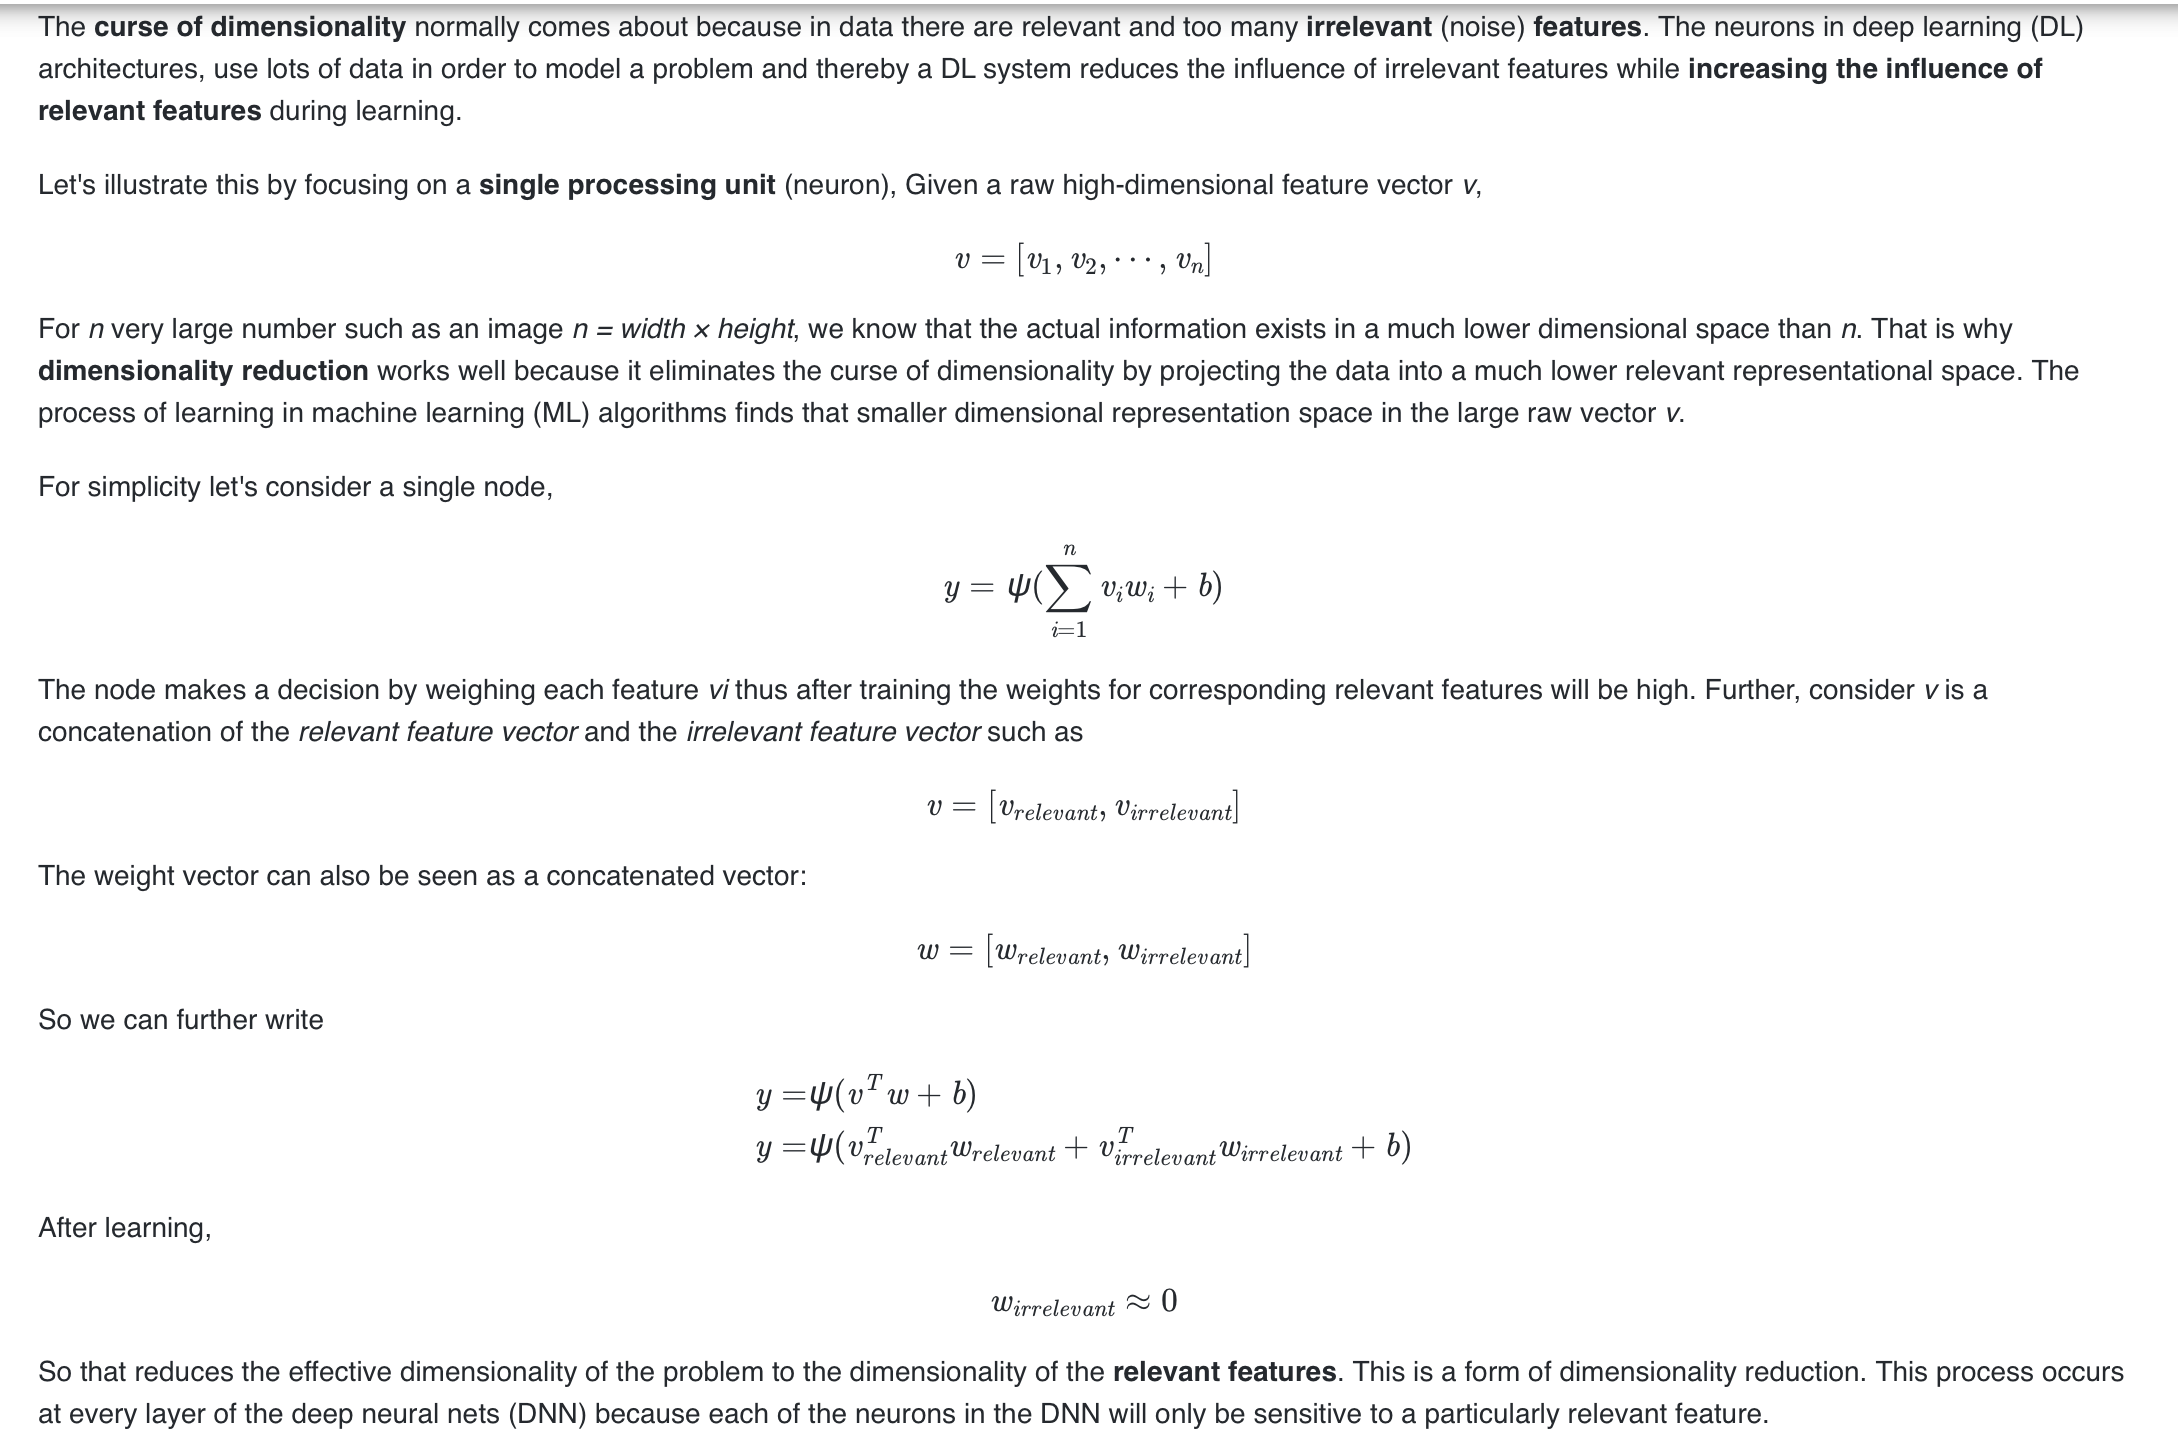 The curse of dimensionality normally comes about because in data there are relevant and too many irrelevant (noise) features. The neurons in deep learning (DL)
architectures, use lots of data in order to model a problem and thereby a DL system reduces the influence of irrelevant features while increasing the influence of
relevant features during learning.
Let's illustrate this by focusing on a single processing unit (neuron), Given a raw high-dimensional feature vector v,
v = [v₁, v₂, ⋯ , vₙ]
For n very large number such as an image n = width × height, we know that the actual information exists in a much lower dimensional space than n. That is why
dimensionality reduction works well because it eliminates the curse of dimensionality by projecting the data into a much lower relevant representational space. The
process of learning in machine learning (ML) algorithms finds that smaller dimensional representation space in the large raw vector v.
For simplicity let's consider a single node,
y = ψ(∑_{i=1}^{n} v_i w_i + b)
The node makes a decision by weighing each feature vi thus after training the weights for corresponding relevant features will be high. Further, consider v is a
concatenation of the relevant feature vector and the irrelevant feature vector such as
v = [v_{relevant}, v_{irrelevant}]
The weight vector can also be seen as a concatenated vector:
w = [w_{relevant}, w_{irrelevant}]
So we can further write
y =ψ(v^T w + b)
y =ψ(v^T_{relevant} w_{relevant} + v^T_{irrelevant} w_{irrelevant} + b)
After learning,
w_{irrelevant} ≈ 0
So that reduces the effective dimensionality of the problem to the dimensionality of the relevant features. This is a form of dimensionality reduction. This process occurs
at every layer of the deep neural nets (DNN) because each of the neurons in the DNN will only be sensitive to a particularly relevant feature.